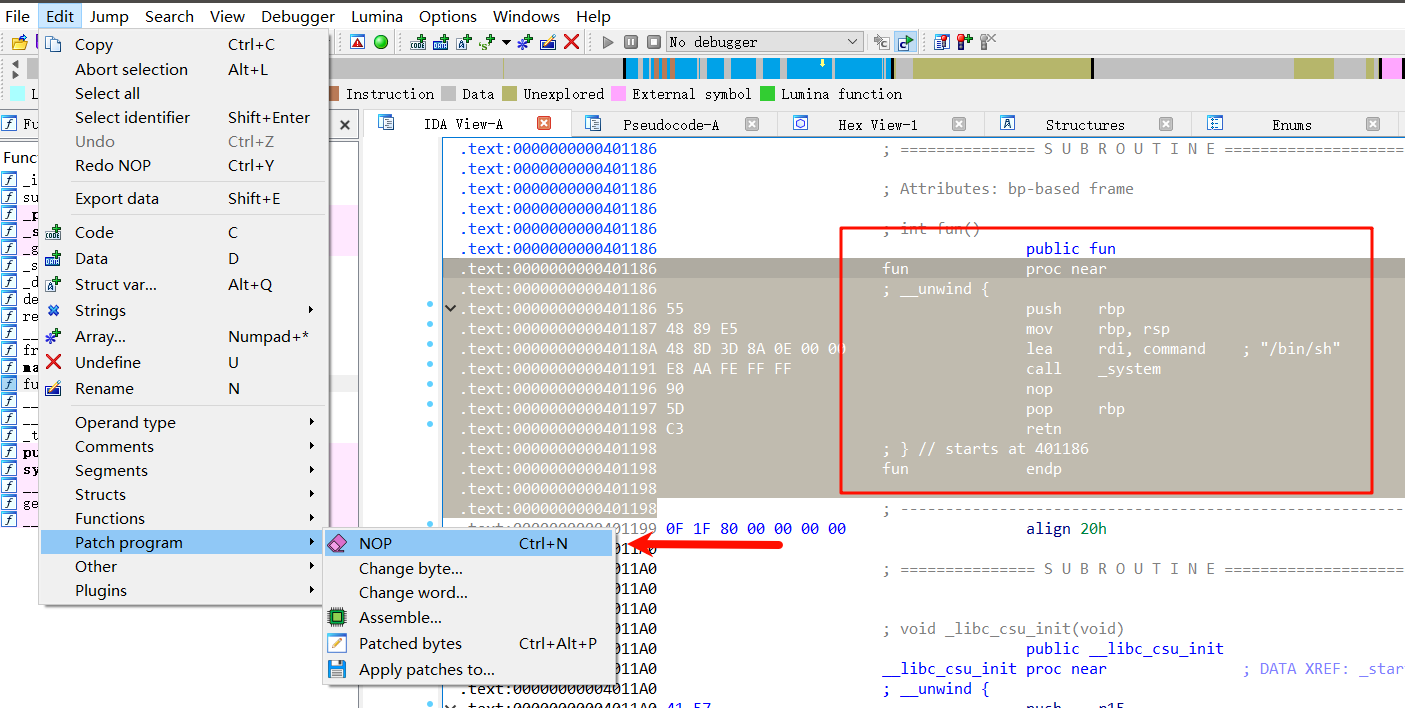 File Edit Jump Search View Debugger Lumina Options Windows Help
Copy Ctrl+C
Abort selection Alt+L
Select all
Select identifier Shift+Enter
Undo Ctrl+Z
Redo NOP Ctrl+Y
Export data Shift+E
Code C
Data D
Struct var... Alt+Q
Strings
Array... Numpad+*
Undefine U
Rename N
Operand type
Comments
Segments
Structs
Functions
Patch program
Other
Plugins
NOP Ctrl+N
Change byte...
Change word...
Assemble...
Patched bytes Ctrl+Alt+P
Apply patches to...
No debugger
Instruction Data Unexplored External symbol Lumina function
IDA View-A Pseudocode-A Hex View-1 Structures Enums
.text:0000000000401186 ; =============== S U B R O U T I N E ====================
.text:0000000000401186
.text:0000000000401186 ; Attributes: bp-based frame
.text:0000000000401186
.text:0000000000401186 ; int fun()
.text:0000000000401186 public fun
.text:0000000000401186 fun proc near
.text:0000000000401186 ; __unwind {
.text:0000000000401186 55 push rbp
.text:0000000000401187 48 89 E5 mov rbp, rsp
.text:000000000040118A 48 8D 3D 8A 0E 00 00 lea rdi, command ; "/bin/sh"
.text:0000000000401191 E8 AA FE FF FF call _system
.text:0000000000401196 90 nop
.text:0000000000401197 5D pop rbp
.text:0000000000401198 C3 retn
.text:0000000000401198 ; } // starts at 401186
.text:0000000000401198 fun endp
.text:0000000000401198
.text:0000000000401198 ; ---------------------------------------------------
.text:0000000000401199 0F 1F 80 00 00 00 00 align 20h
011A0
011A0 ; =============== S U B R O U T I N E ====================
011A0
011A0
011A0 ; void _libc_csu_init(void)
011A0 public __libc_csu_init
011A0 __libc_csu_init proc near ; DATA XREF: _star
.text:00000000004011A0 ; __unwind {
.text:00000000004011A0 41 57 push r15